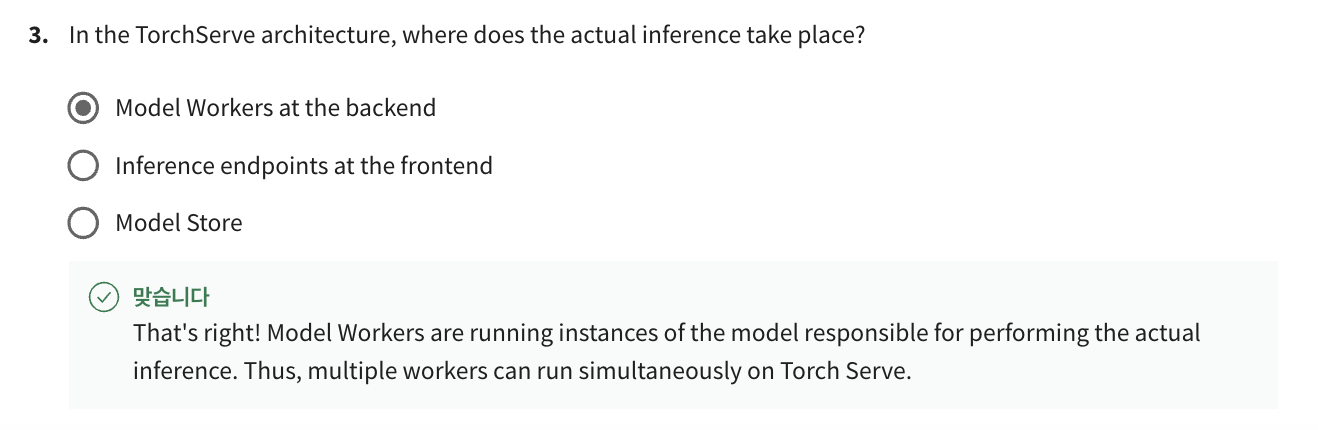 3. In the TorchServe architecture, where does the actual inference take place?
Model Workers at the backend
Inference endpoints at the frontend
Model Store
맞습니다
That's right! Model Workers are running instances of the model responsible for performing the actual
inference. Thus, multiple workers can run simultaneously on Torch Serve.